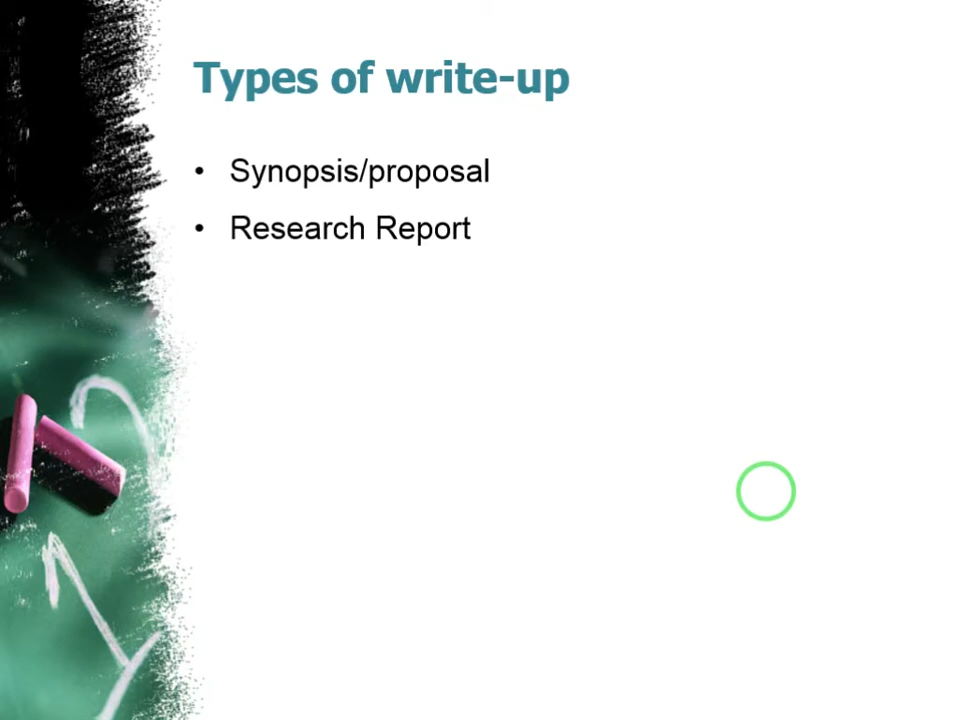 Types of write-up
• Synopsis/proposal
• Research Report